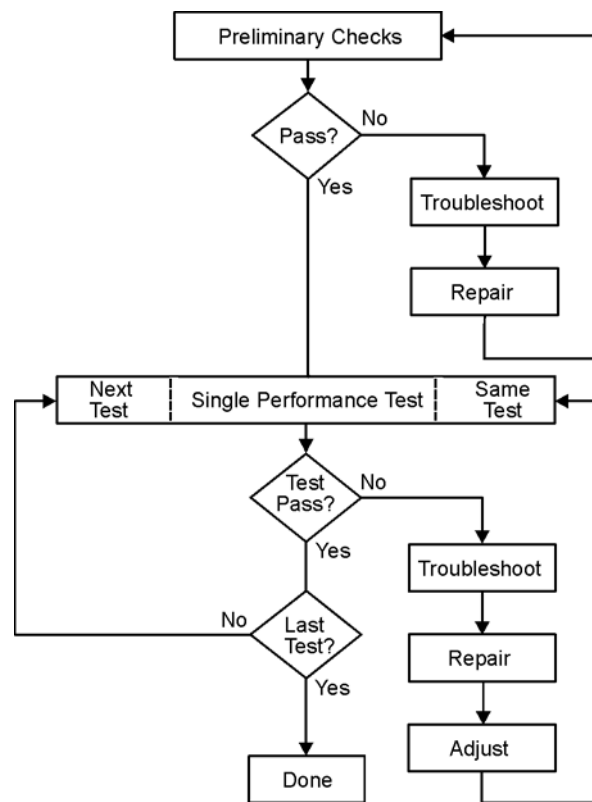 Preliminary Checks
Pass?
No
Yes
Troubleshoot
Repair
Next
Test
Single Performance Test
Same
Test
Test
Pass?
No
Yes
Troubleshoot
No
Last
Test?
Yes
Repair
Adjust
Done